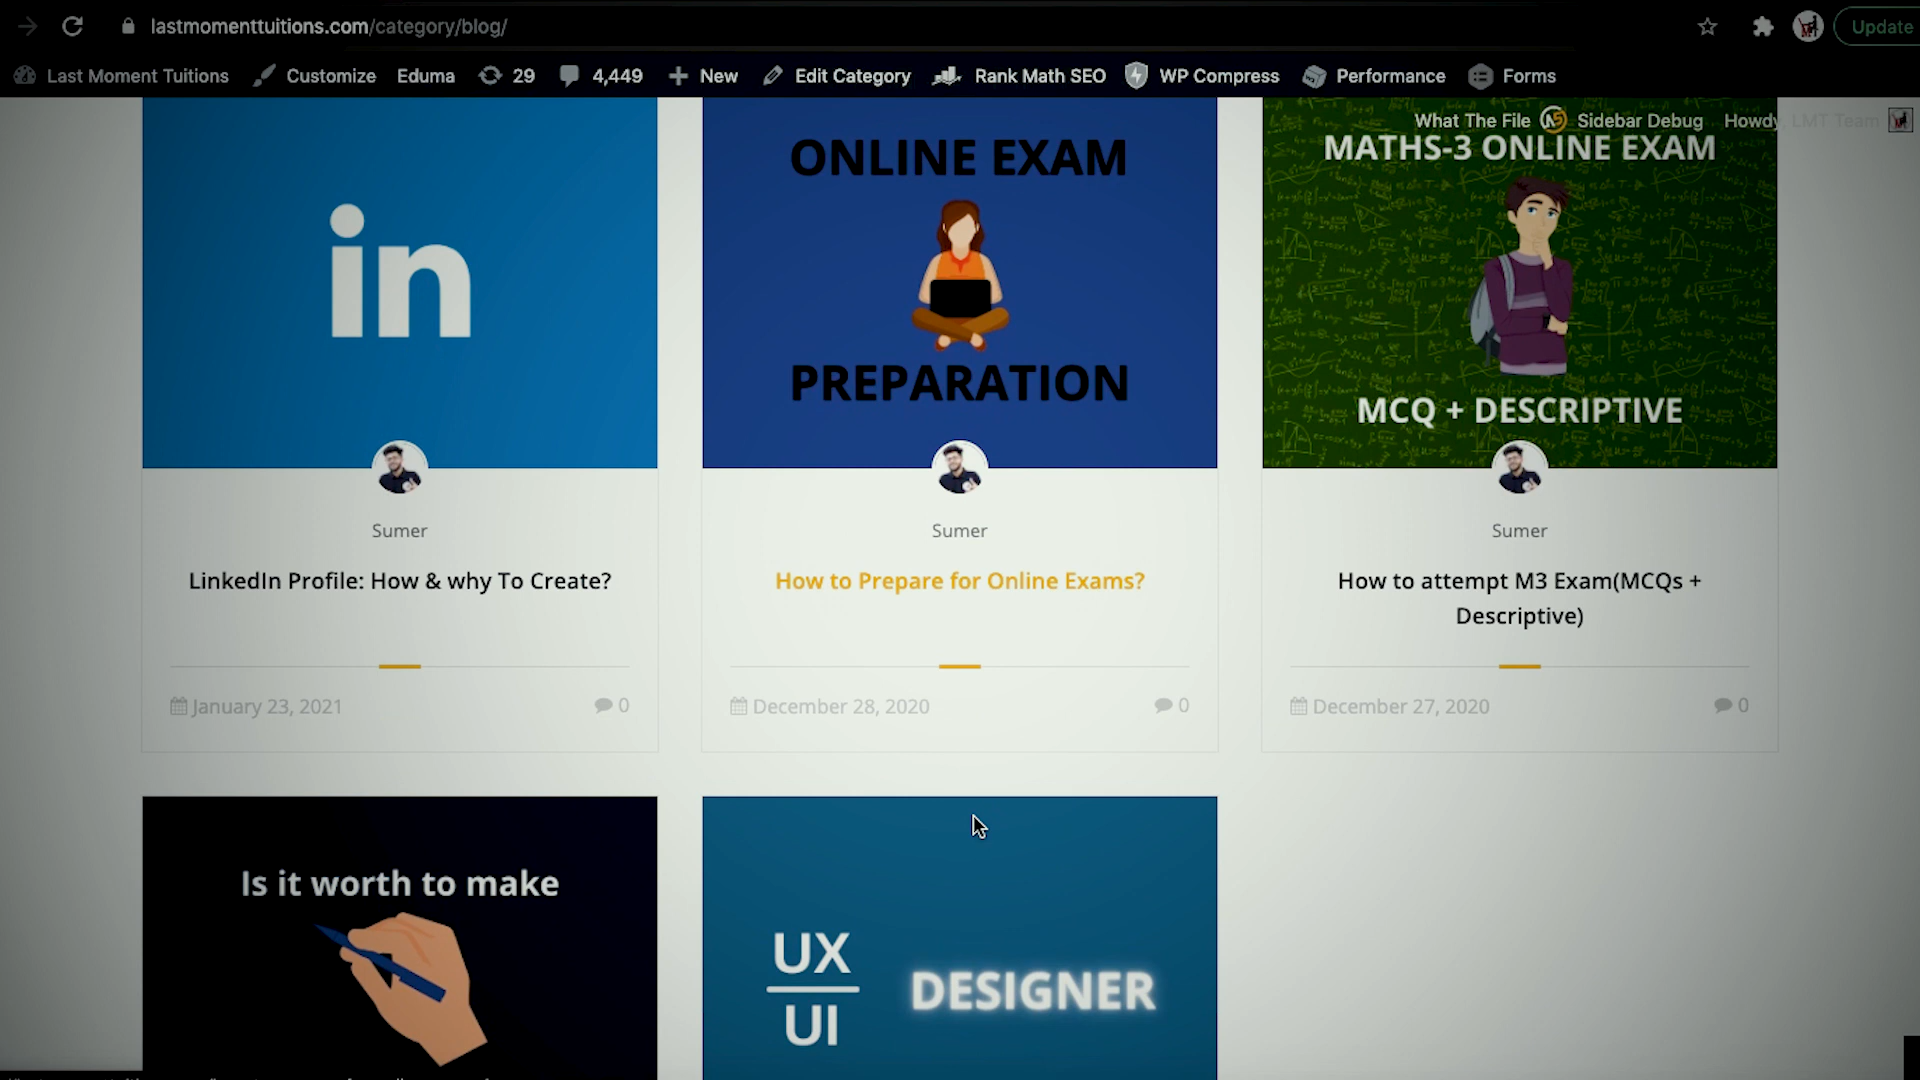 lastmomenttuitions.com/category/blog/
Update
Last Moment Tuitions Customize Eduma 29 4,449 New Edit Category Rank Math SEO WP Compress Performance Forms
What The File Sidebar Debug Howdy, LMT Team
in
ONLINE EXAM
PREPARATION
MATHS-3 ONLINE EXAM
MCQ + DESCRIPTIVE
Sumer
Sumer
Sumer
LinkedIn Profile: How & why To Create?
How to Prepare for Online Exams?
How to attempt M3 Exam(MCQs +
Descriptive)
January 23, 2021 0
December 28, 2020 0
December 27, 2020 0
Is it worth to make
UX
UI
DESIGNER